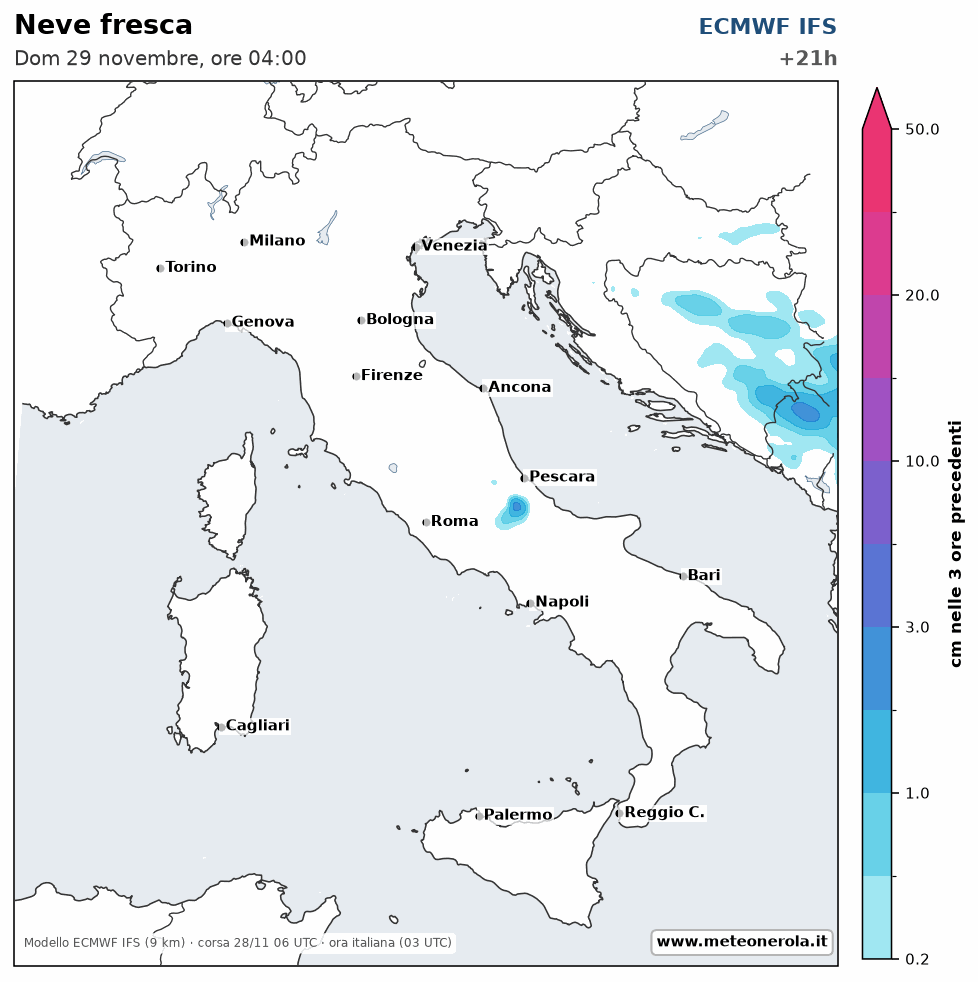 Neve fresca
ECMWF IFS
Dom 29 novembre, ore 04:00
+21h
50.0
20.0
10.0
3.0
1.0
0.2
cm nelle 3 ore precedenti
Milano
Venezia
Torino
Genova
Bologna
Firenze
Ancona
Pescara
Roma
Bari
Napoli
Cagliari
Palermo
Reggio C.
Modello ECMWF IFS (9 km) · corsa 28/11 06 UTC · ora italiana (03 UTC)
www.meteonerola.it